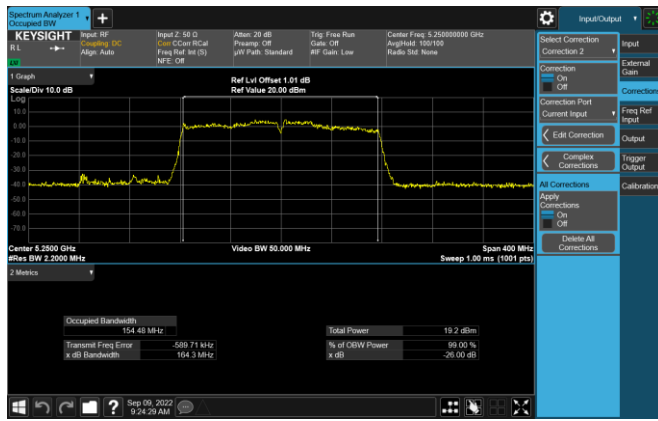 Spectrum Analyzer 1
Occupied BW
+
Input/Output
KEYSIGHT
RL
Input: RF
Coupling: DC
Align: Auto
Input Z: 50 Ω
Corr CCorr RCal
Freq Ref: Int (S)
NFE: Off
Atten: 20 dB
Preamp: Off
µW Path: Standard
Trig: Free Run
Gate: Off
#IF Gain: Low
Center Freq: 5.250000000 GHz
Avg|Hold: 100/100
Radio Std: None
1 Graph
Scale/Div 10.0 dB
Ref Lvl Offset 1.01 dB
Ref Value 20.00 dBm
Log
10.0
0.00
-10.0
-20.0
-30.0
-40.0
-50.0
-60.0
-70.0
Center 5.2500 GHz
#Res BW 2.2000 MHz
Video BW 50.000 MHz
Span 400 MHz
Sweep 1.00 ms (1001 pts)
2 Metrics
Occupied Bandwidth
154.48 MHz
Transmit Freq Error -589.71 kHz
x dB Bandwidth 164.3 MHz
Total Power 19.2 dBm
% of OBW Power 99.00 %
x dB -26.00 dB
?
Sep 09, 2022
9:24:29 AM
Select Correction
Correction 2
Correction
On
Off
Correction Port
Current Input
Edit Correction
Complex
Corrections
All Corrections
Apply
Corrections
On
Off
Delete All
Corrections
Input
External
Gain
Corrections
Freq Ref
Input
Output
Trigger
Output
Calibration